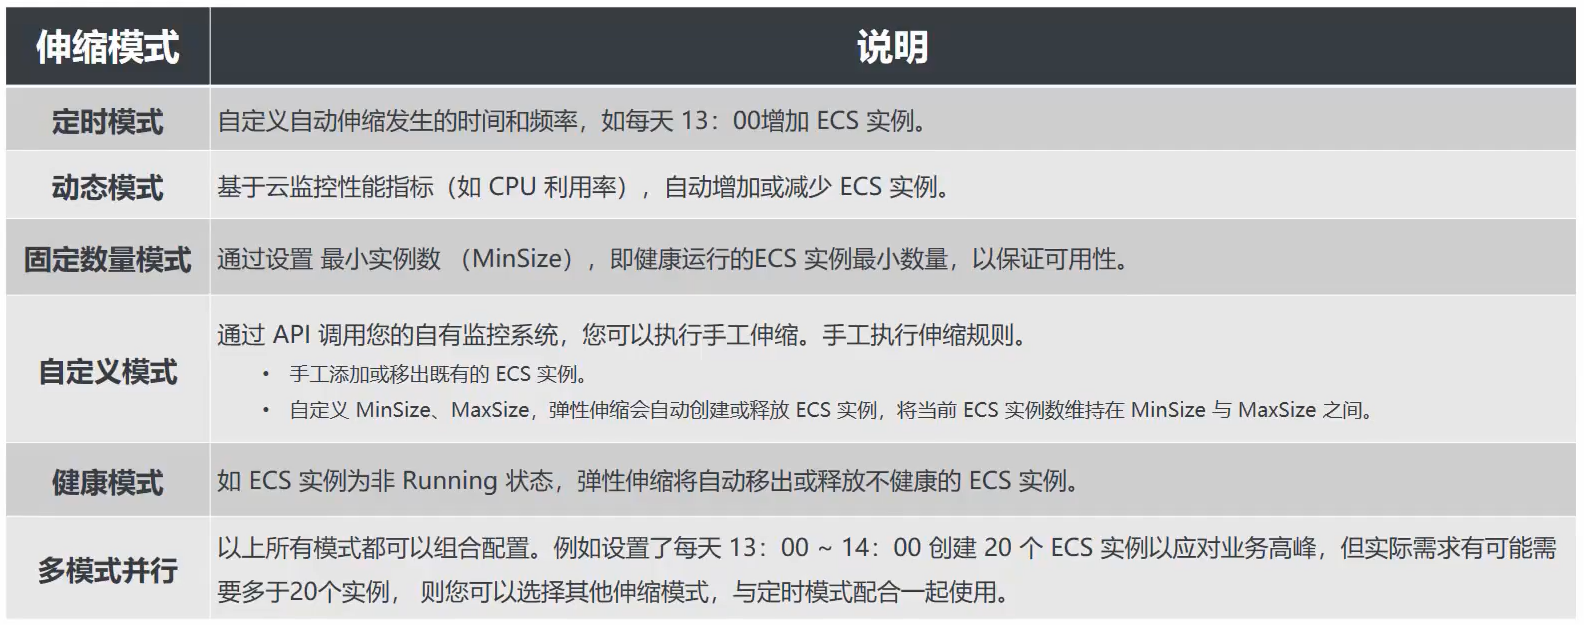 伸缩模式 说明
定时模式 自定义自动伸缩发生的时间和频率，如每天 13：00增加 ECS 实例。
动态模式 基于云监控性能指标（如 CPU 利用率），自动增加或减少 ECS 实例。
固定数量模式 通过设置 最小实例数 （MinSize），即健康运行的ECS 实例最小数量，以保证可用性。
通过 API 调用您的自有监控系统，您可以执行手工伸缩。手工执行伸缩规则。
自定义模式
• 手工添加或移出既有的 ECS 实例。
• 自定义 MinSize、MaxSize，弹性伸缩会自动创建或释放 ECS 实例，将当前 ECS 实例数维持在 MinSize 与 MaxSize 之间。
健康模式 如 ECS 实例为非 Running 状态，弹性伸缩将自动移出或释放不健康的 ECS 实例。
多模式并行
以上所有模式都可以组合配置。例如设置了每天 13：00 ~ 14：00 创建 20 个 ECS 实例以应对业务高峰，但实际需求有可能需
要多于20个实例， 则您可以选择其他伸缩模式，与定时模式配合一起使用。